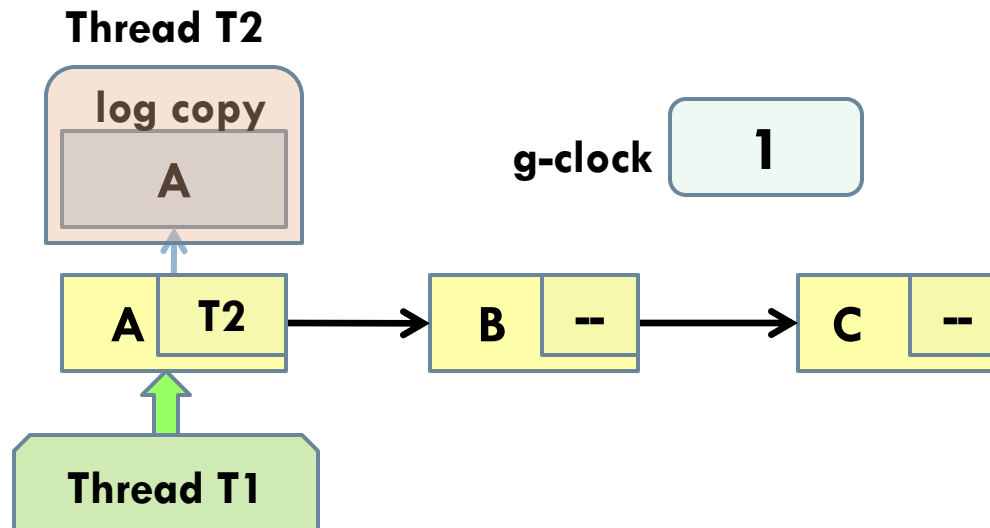 Thread T2
log copy
A
g-clock
1
A
T2
B
--
C
--
Thread T1